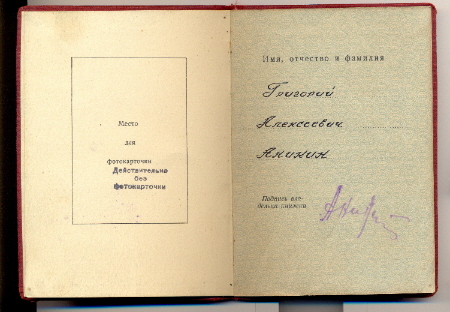 Место
для
фотокарточки
Действительно
без
фотокарточки
Имя, отчество и фамилия
Григорий
Алексеевич
Аникин
Подпись вла-
дельца книжки